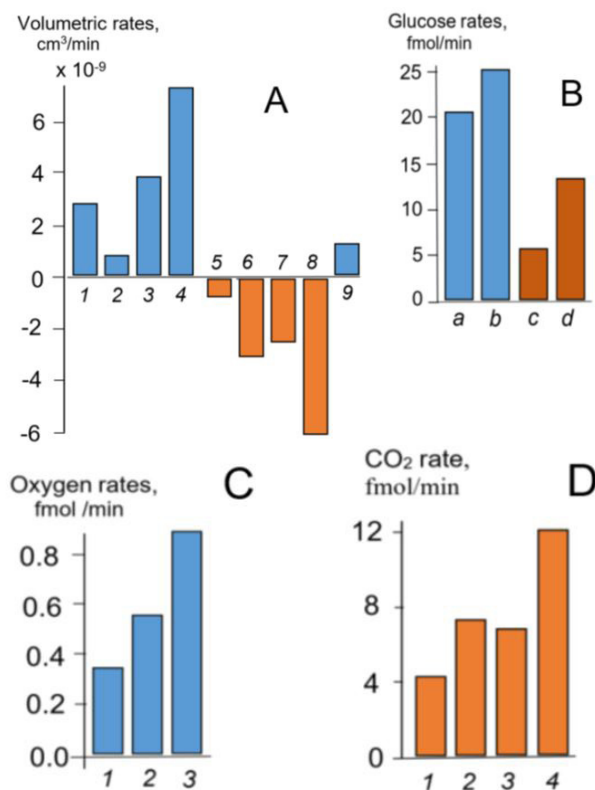 Volumetric rates,
cm³/min
x 10⁻⁹
A
6
4
2
0
-2
-4
-6
1
2
3
4
5
6
7
8
9
Glucose rates,
fmol/min
B
25
20
15
10
5
0
a
b
c
d
Oxygen rates,
fmol /min
C
0.8
0.6
0.4
0.2
0.0
1
2
3
CO₂ rate,
fmol/min
D
12
8
4
0
1
2
3
4